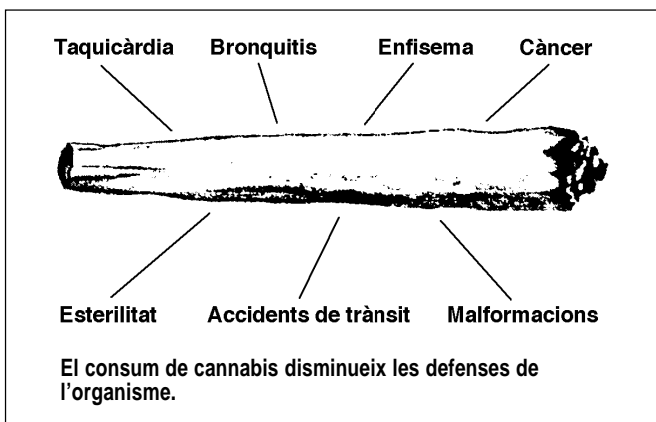 Taquicàrdia Bronquitis Enfisema Càncer
Esterilitat Accidents de trànsit Malformacions
El consum de cannabis disminueix les defenses de
l'organisme.